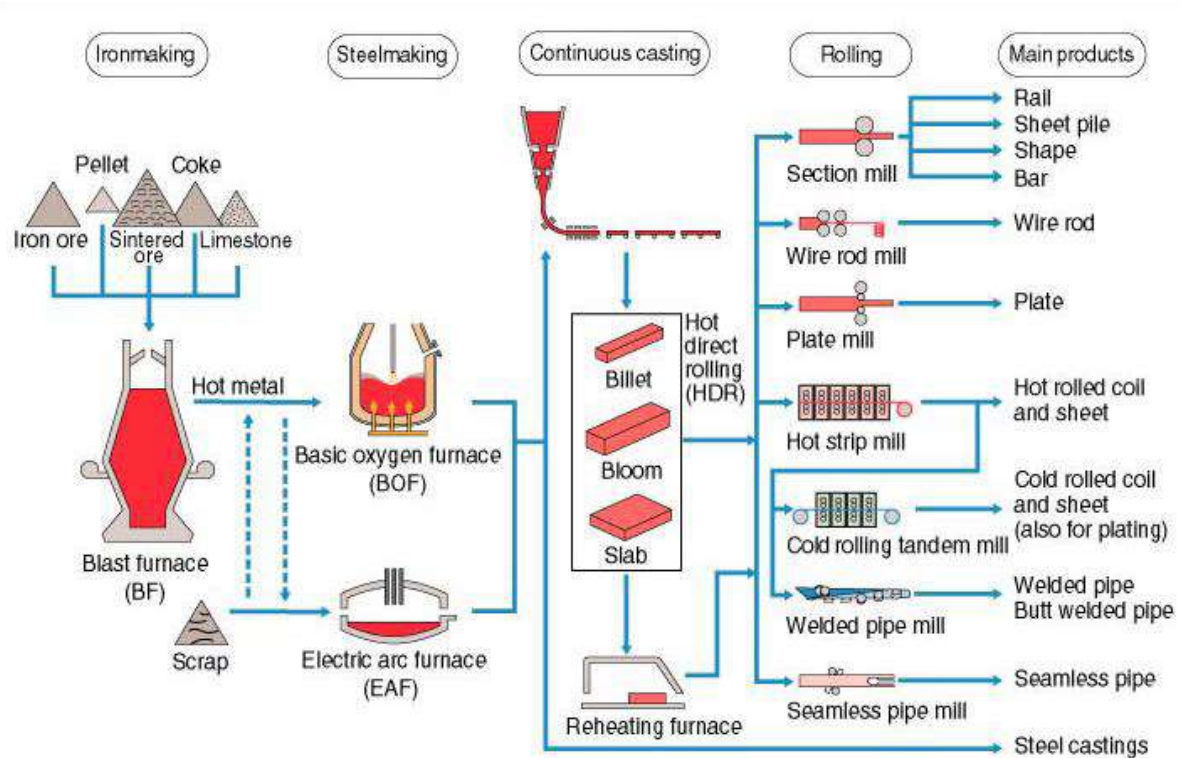 Ironmaking
Steelmaking
Continuous casting
Rolling
Main products
Pellet
Coke
Iron ore
Sintered
ore
Limestone
Hot metal
Blast furnace
(BF)
Scrap
Basic oxygen furnace
(BOF)
Electric arc furnace
(EAF)
Billet
Bloom
Slab
Hot
direct
rolling
(HDR)
Reheating furnace
Section mill
Wire rod mill
Plate mill
Hot strip mill
Cold rolling tandem mill
Welded pipe mill
Seamless pipe mill
Rail
Sheet pile
Shape
Bar
Wire rod
Plate
Hot rolled coil
and sheet
Cold rolled coil
and sheet
(also for plating)
Welded pipe
Butt welded pipe
Seamless pipe
Steel castings